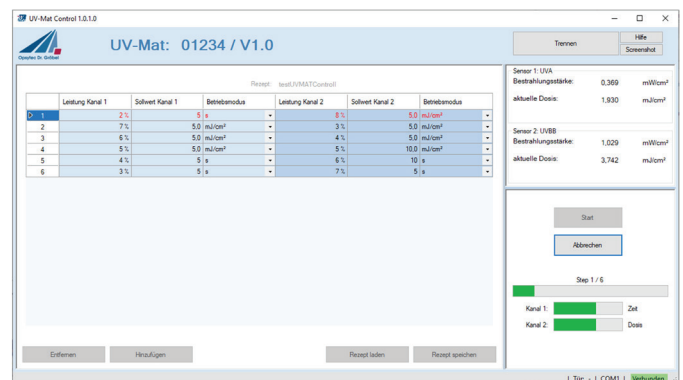 UV-Mat Control 1.0.1.0
Opsytec Dr. Gröbel
UV-Mat: 01234 / V1.0
Trennen
Hilfe
Screenshot
Rezept: testUVMATControll
Leistung Kanal 1 Sollwert Kanal 1 Betriebsmodus Leistung Kanal 2 Sollwert Kanal 2 Betriebsmodus
1 2 % 5 s 8 % 5,0 mJ/cm²
2 7 % 5,0 mJ/cm² 3 % 5,0 mJ/cm²
3 6 % 5,0 mJ/cm² 4 % 5,0 mJ/cm²
4 5 % 5,0 mJ/cm² 5 % 10,0 mJ/cm²
5 4 % 5 s 6 % 10 s
6 3 % 5 s 7 % 5 s
Entfernen
Hinzufügen
Rezept laden
Rezept speichern
Sensor 1: UVA
Bestrahlungsstärke: 0,369 mW/cm²
aktuelle Dosis: 1,930 mJ/cm²
Sensor 2: UVBB
Bestrahlungsstärke: 1,029 mW/cm²
aktuelle Dosis: 3,742 mJ/cm²
Start
Abbrechen
Step 1 / 6
Kanal 1: Zeit
Kanal 2: Dosis
| Tür: - | COM1 | Verbunden